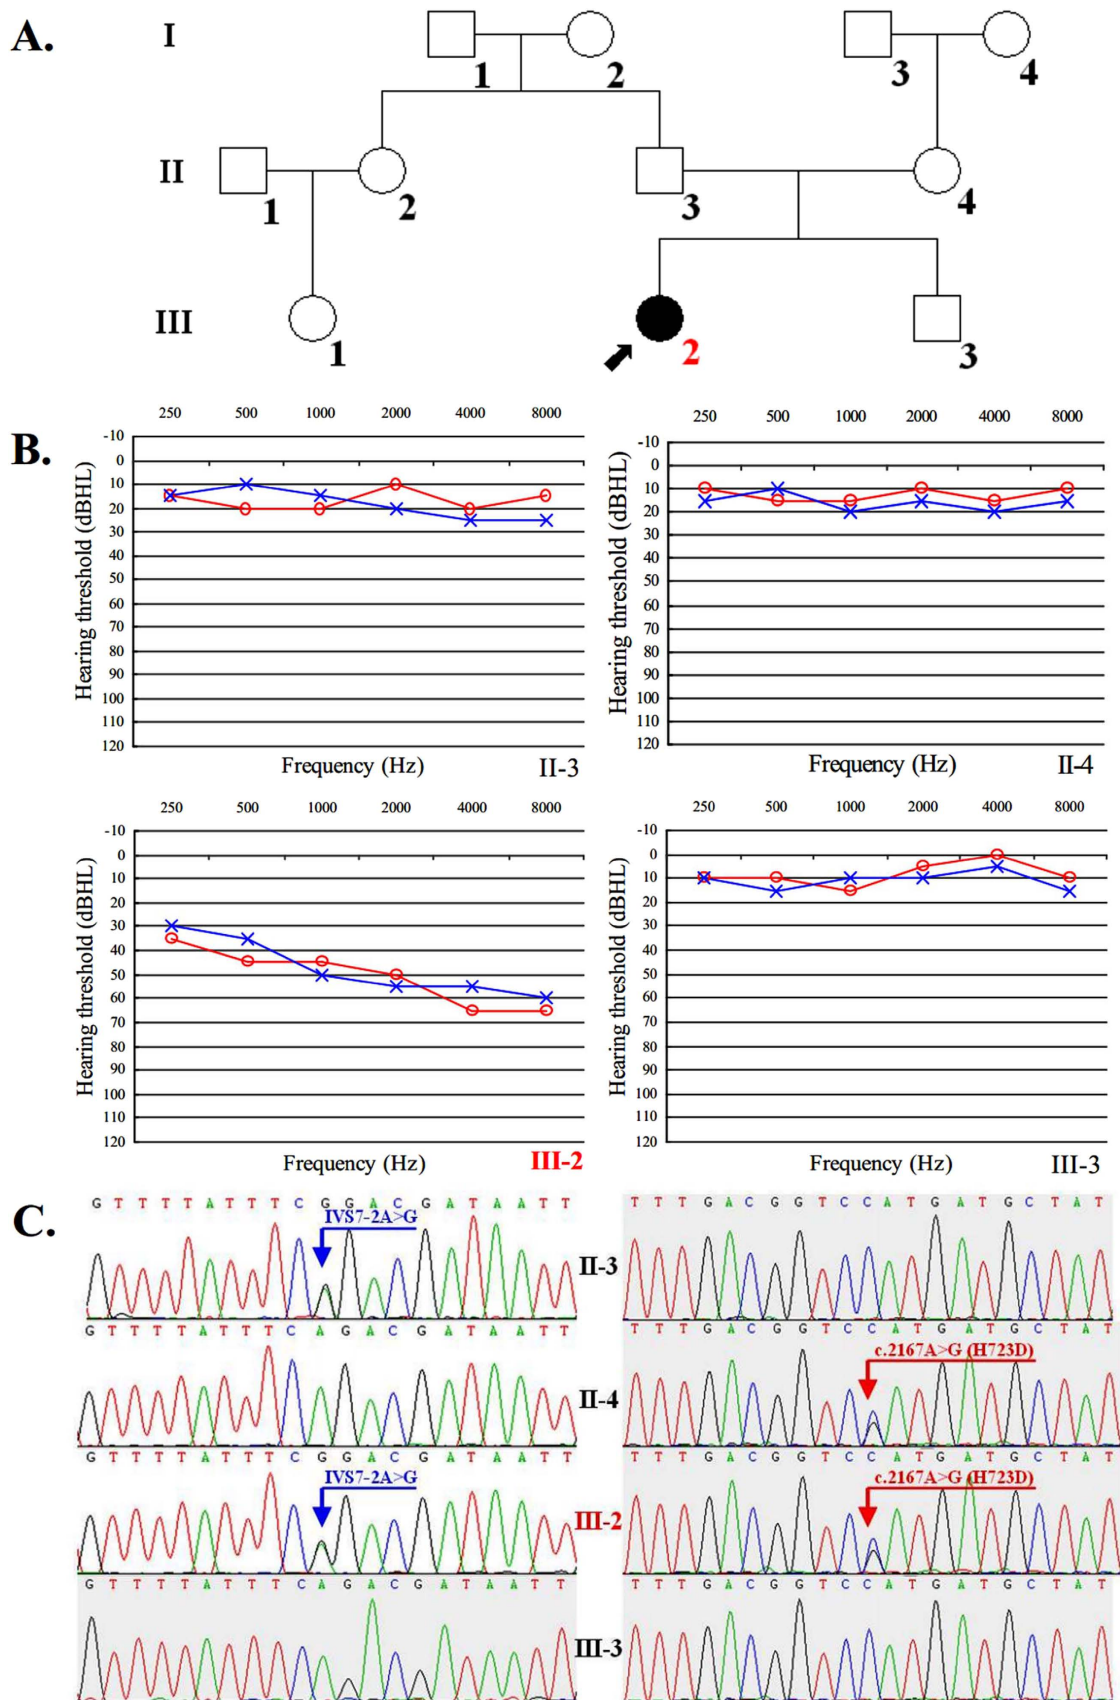 A.
I
1
2
3
4
II
1
2
3
4
III
1
2
3
B.
250 500 1000 2000 4000 8000
-10
0
10
20
30
40
50
60
70
80
90
100
110
120
Hearing threshold (dBHL)
Frequency (Hz)
II-3
250 500 1000 2000 4000 8000
-10
0
10
20
30
40
50
60
70
80
90
100
110
120
Hearing threshold (dBHL)
Frequency (Hz)
II-4
250 500 1000 2000 4000 8000
-10
0
10
20
30
40
50
60
70
80
90
100
110
120
Hearing threshold (dBHL)
Frequency (Hz)
III-2
250 500 1000 2000 4000 8000
-10
0
10
20
30
40
50
60
70
80
90
100
110
120
Hearing threshold (dBHL)
Frequency (Hz)
III-3
C.
G T T T T A T T T C G G A C G A T A A T T
IVS7-2A>G
II-3
T T T G A C G G T C C A T G A T G C T A T
G T T T T A T T T C A G A C G A T A A T T
II-4
T T T G A C G G T C C A T G A T G C T A T
c.2167A>G (H723D)
G T T T T A T T T C G G A C G A T A A T T
IVS7-2A>G
III-2
T T T G A C G G T C C A T G A T G C T A T
c.2167A>G (H723D)
G T T T T A T T T C A G A C G A T A A T T
III-3
T T T G A C G G T C C A T G A T G C T A T